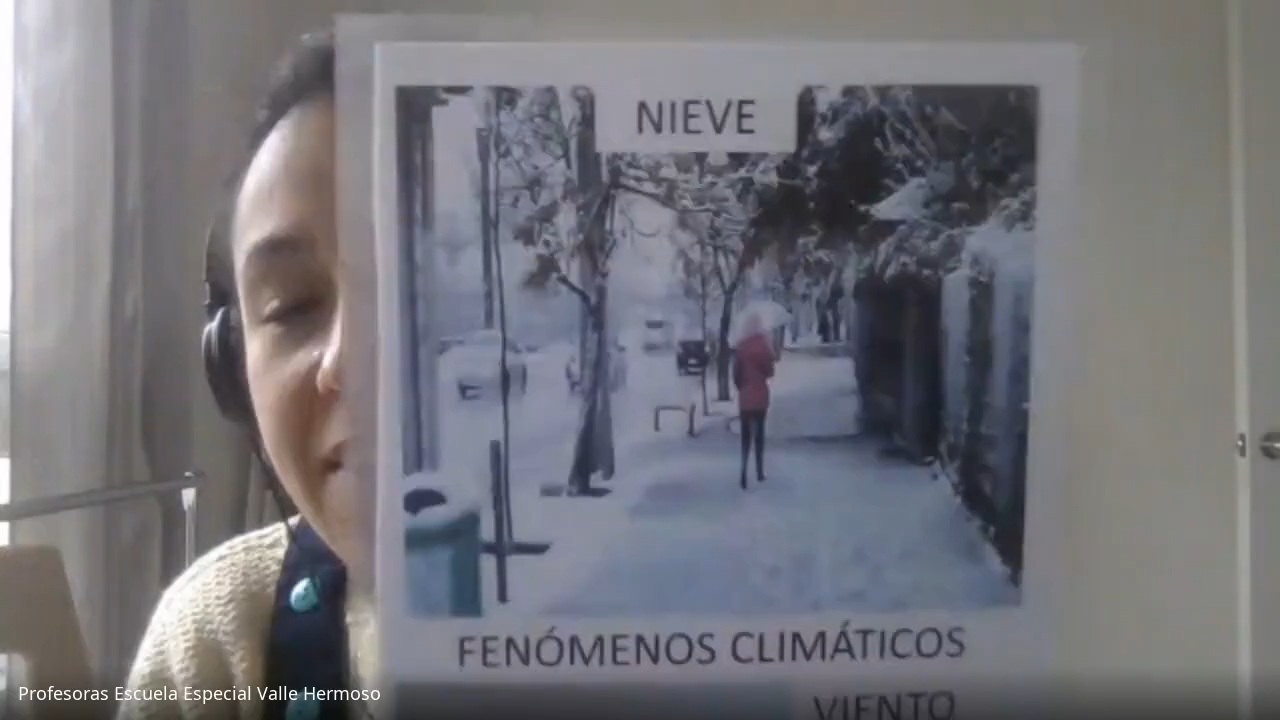 NIEVE
FENÓMENOS CLIMÁTICOS
VIENTO
Profesoras Escuela Especial Valle Hermoso